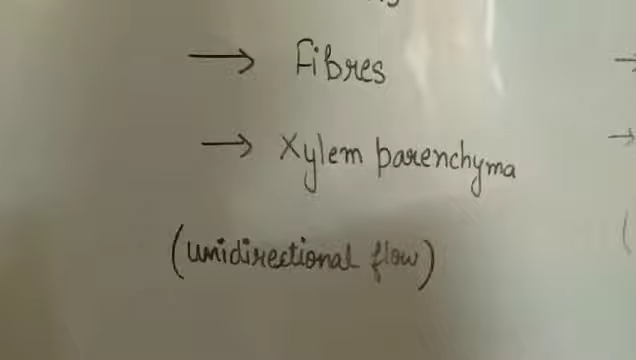 → Fibres
→ Xylem parenchyma
(unidirectional flow)